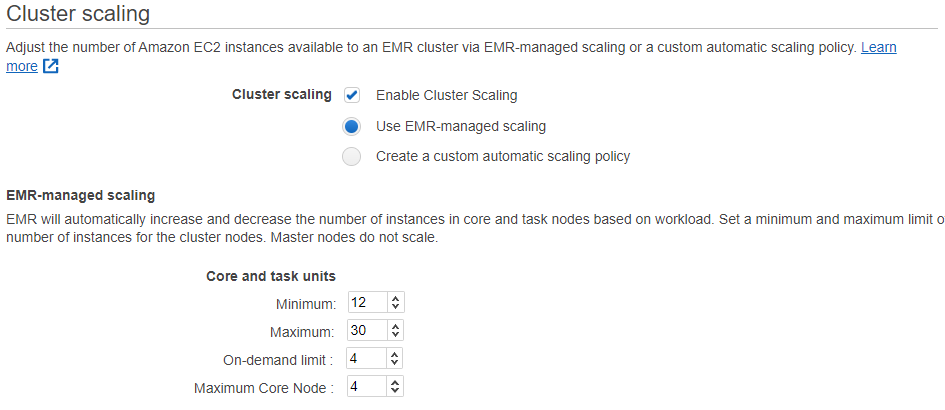 Cluster scaling
Adjust the number of Amazon EC2 instances available to an EMR cluster via EMR-managed scaling or a custom automatic scaling policy. Learn
more
Cluster scaling Enable Cluster Scaling
Use EMR-managed scaling
Create a custom automatic scaling policy
EMR-managed scaling
EMR will automatically increase and decrease the number of instances in core and task nodes based on workload. Set a minimum and maximum limit o
number of instances for the cluster nodes. Master nodes do not scale.
Core and task units
Minimum: 12
Maximum: 30
On-demand limit : 4
Maximum Core Node : 4